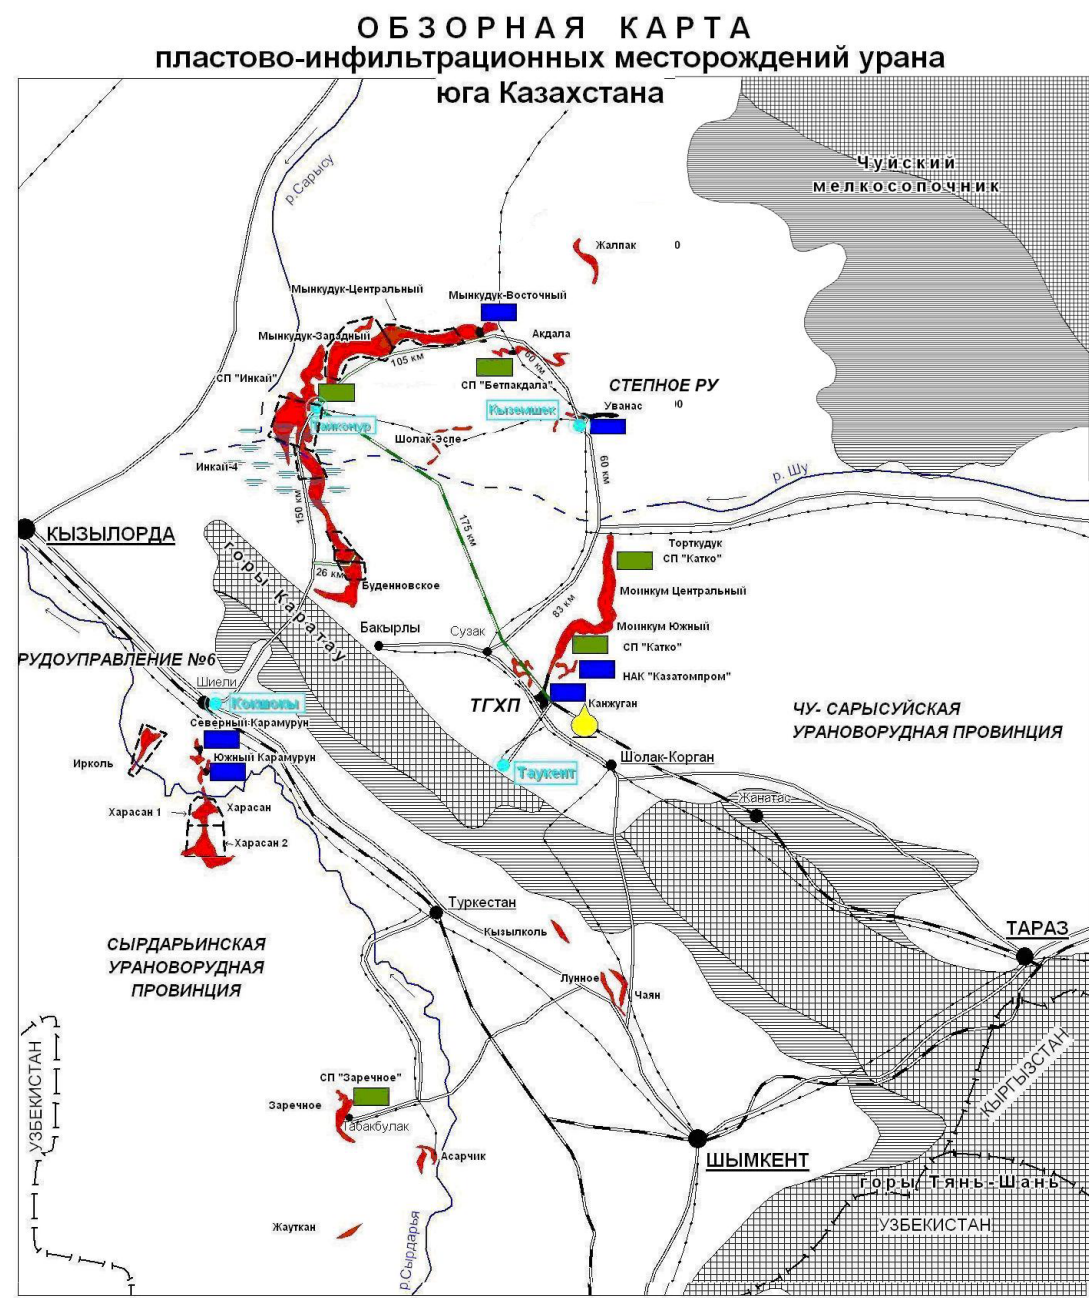 ОБЗОРНАЯ КАРТА
пластово-инфильтрационных месторождений урана
юга Казахстана
Чуйский
мелкосопочник
р.Сарысу
Жалпак
0
Мынкудук-Центральный
Мынкудук-Восточный
Мынкудук-Западный
Акдала
105 км
60 км
СП "Инкай"
СП "Бетпакдала"
СТЕПНОЕ РУ
Уванас
Кыземшек
Шолак-Эспе
Инкай-4
60 км
р. Шу
150 км
175 км
КЫЗЫЛОРДА
Торткудук
СП "Катко"
горы Каратау
26 км
Буденновское
83 км
Моинкум Центральный
Бакырлы
Сузак
Моинкум Южный
СП "Катко"
РУДОУПРАВЛЕНИЕ №6
Шиели
НАК "Казатомпром"
Кокшокы
ТГХП
Канжуган
Северный Карамурун
ЧУ- САРЫСУЙСКАЯ
УРАНОВОРУДНАЯ ПРОВИНЦИЯ
Ирколь
Южный Карамурун
Таукент
Шолак-Корган
Харасан 1
Харасан
Жанатас
Харасан 2
Туркестан
Кызылколь
ТАРАЗ
СЫРДАРЬИНСКАЯ
УРАНОВОРУДНАЯ
ПРОВИНЦИЯ
Лунное
Чаян
УЗБЕКИСТАН
КЫРГЫЗСТАН
СП "Заречное"
Заречное
Табакбулак
Асарчик
ШЫМКЕНТ
горы Тянь-Шань
Жауткан
р.Сырдарья
УЗБЕКИСТАН